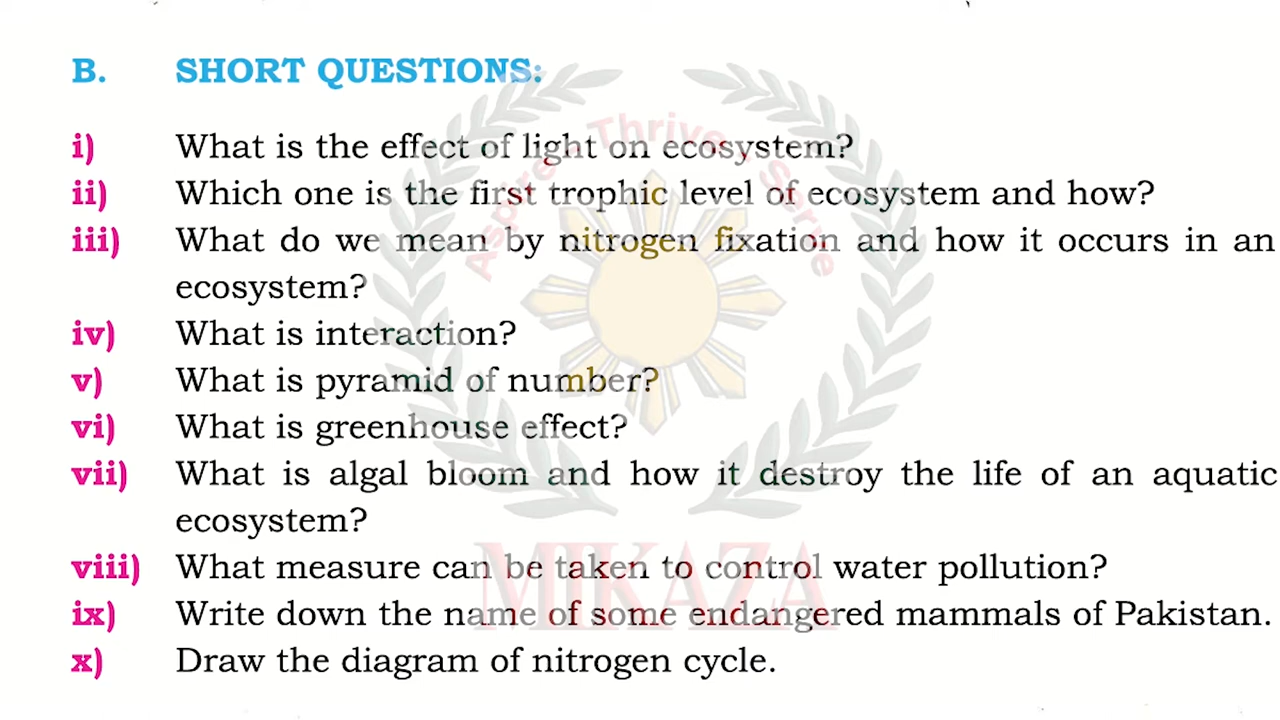 B. SHORT QUESTIONS:
i) What is the effect of light on ecosystem?
ii) Which one is the first trophic level of ecosystem and how?
iii) What do we mean by nitrogen fixation and how it occurs in an
ecosystem?
iv) What is interaction?
v) What is pyramid of number?
vi) What is greenhouse effect?
vii) What is algal bloom and how it destroy the life of an aquatic
ecosystem?
viii) What measure can be taken to control water pollution?
ix) Write down the name of some endangered mammals of Pakistan.
x) Draw the diagram of nitrogen cycle.
Aspire Thrive Serve
MIKAZA